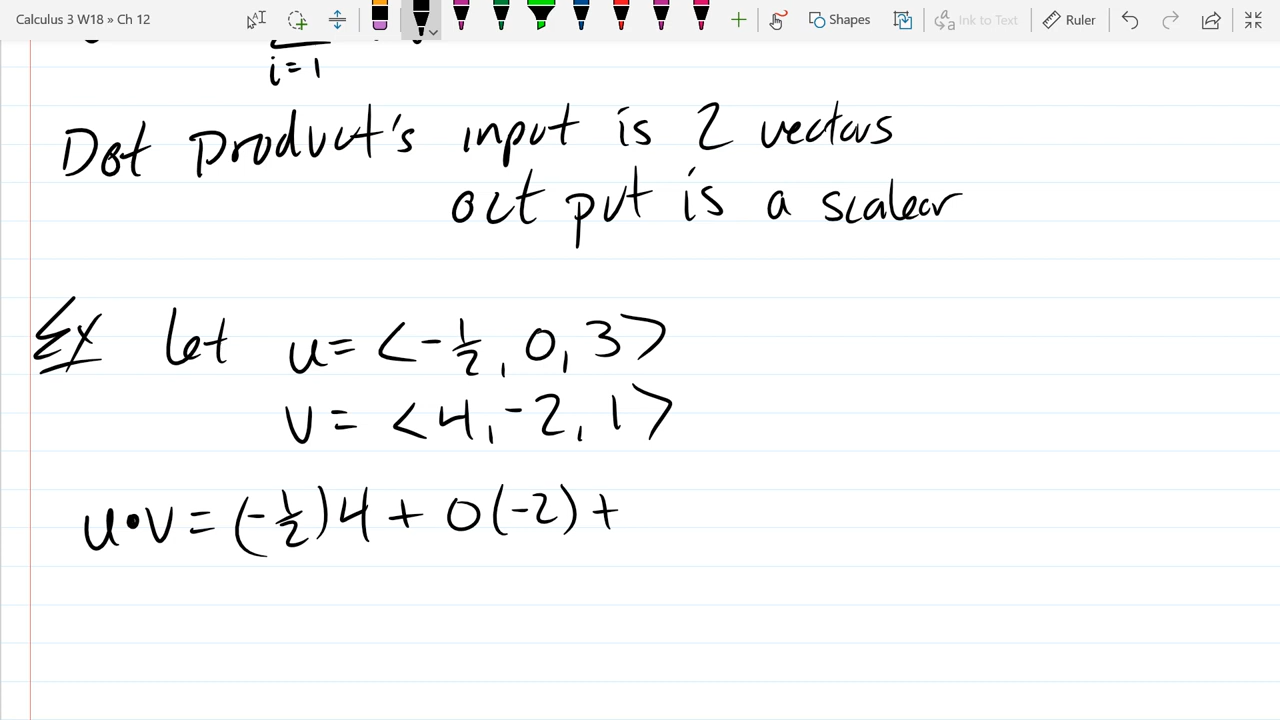 Calculus 3 W18 » Ch 12
Shapes
Link to Text
Ruler
i=1
Dot product's input is 2 vectors
output is a scalar
Ex let u = < -1/2, 0, 3 >
v = < 4, -2, 1 >
u•v = (-1/2)4 + 0(-2) +